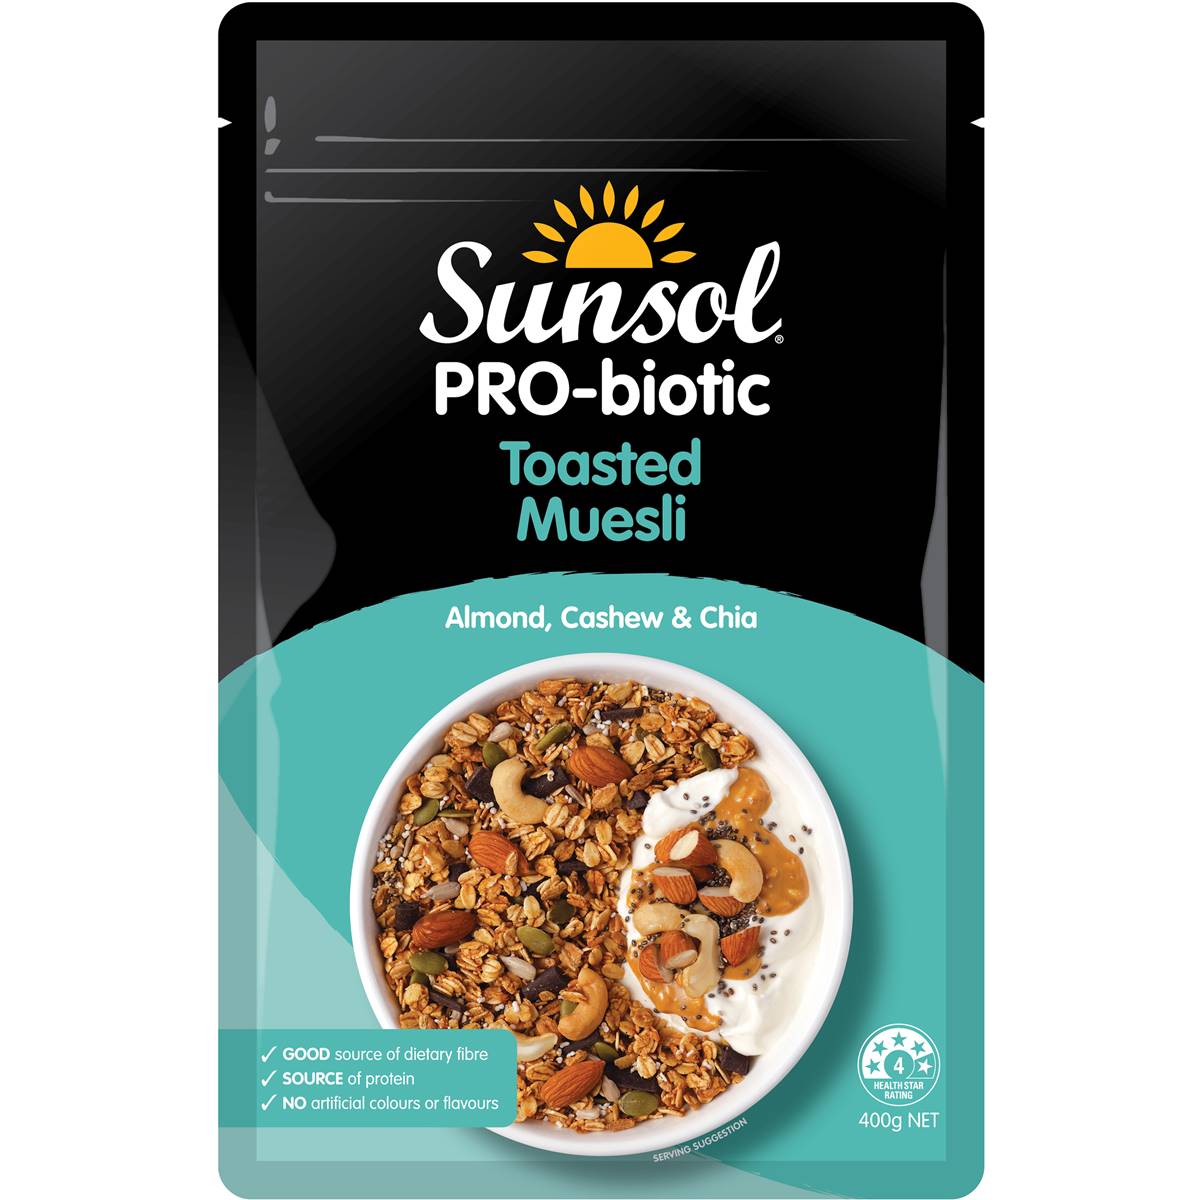 Sunsol®
PRO-biotic
Toasted
Muesli
Almond, Cashew & Chia
✓ GOOD source of dietary fibre
✓ SOURCE of protein
✓ NO artificial colours or flavours
4
HEALTH STAR
RATING
400g NET
SERVING SUGGESTION